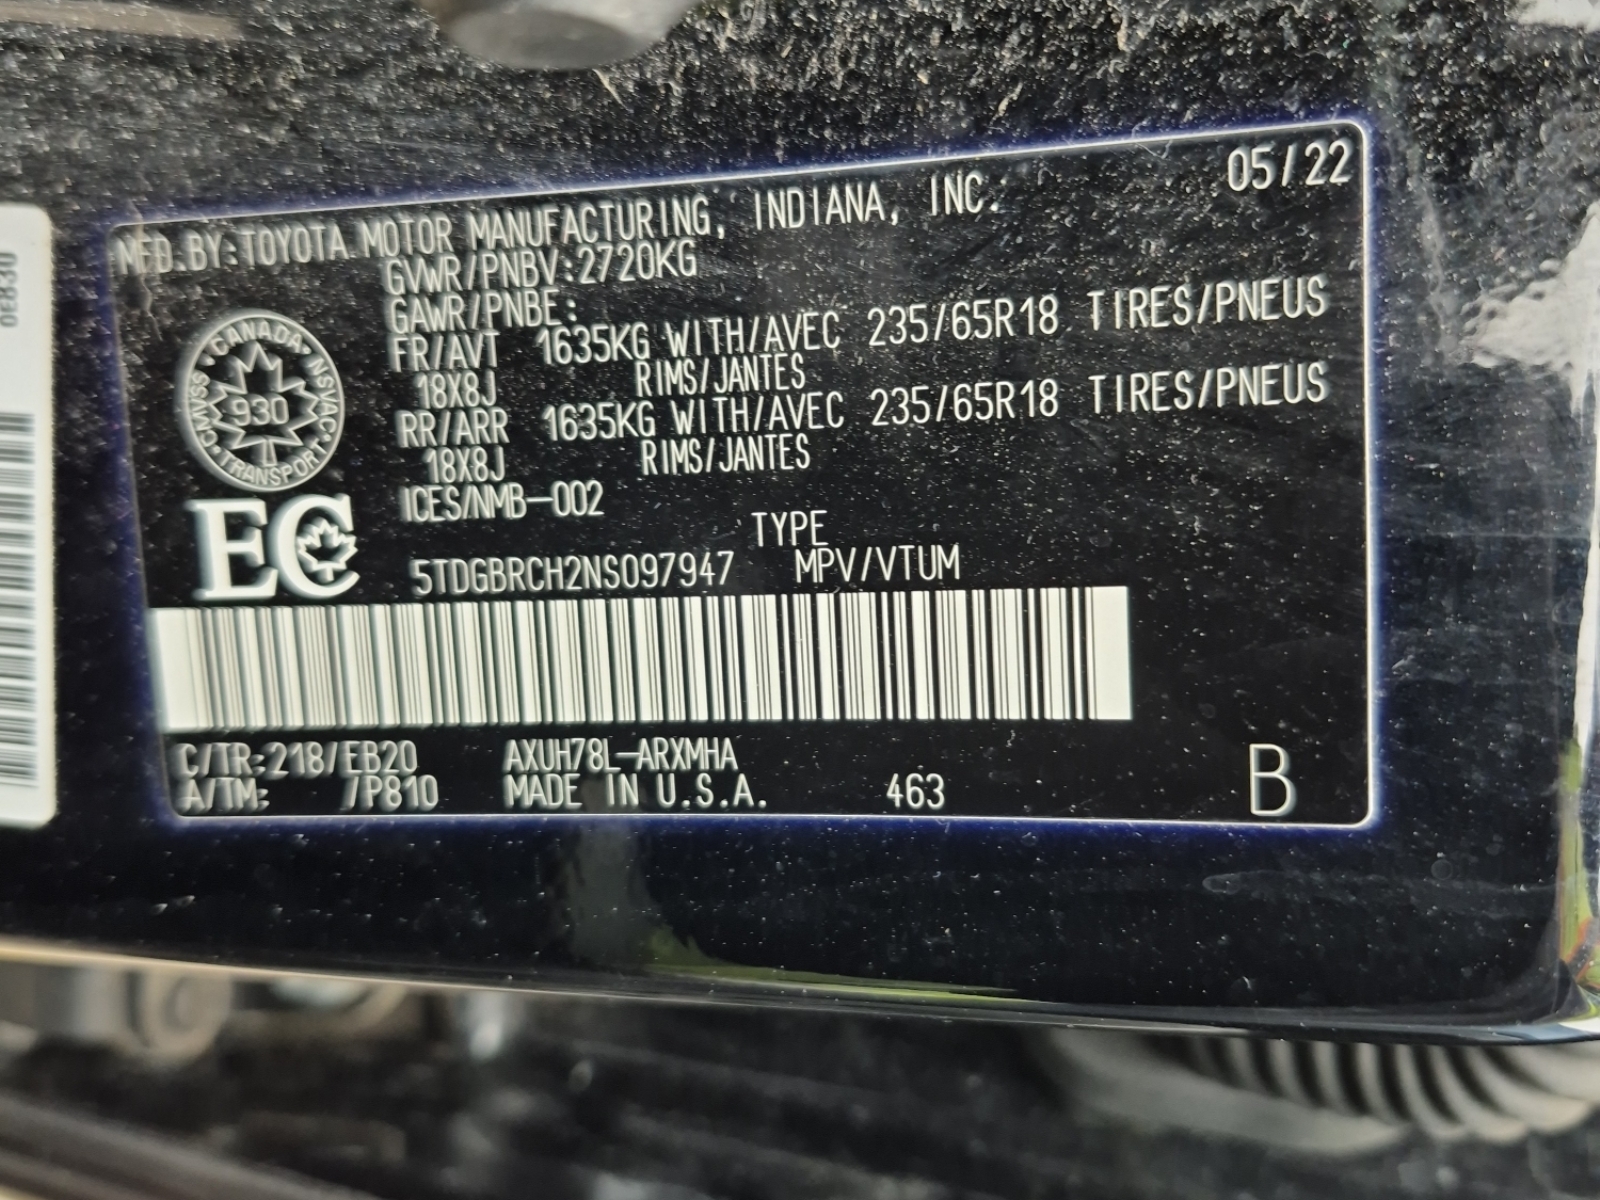 05/22
MFD.BY:TOYOTA MOTOR MANUFACTURING, INDIANA, INC.
GVWR/PNBV:2720KG
GAWR/PNBE:
FR/AVT 1635KG WITH/AVEC 235/65R18 TIRES/PNEUS
18X8J RIMS/JANTES
RR/ARR 1635KG WITH/AVEC 235/65R18 TIRES/PNEUS
18X8J RIMS/JANTES
ICES/NMB-002
CANADA
NSVAC
TRANSPORT
CMVSS
930
EC
TYPE
5TDGBRCH2NS097947 MPV/VTUM
C/TR:218/EB20 AXUH78L-ARXMHA
A/TM: /P810 MADE IN U.S.A. 463
B
0E830